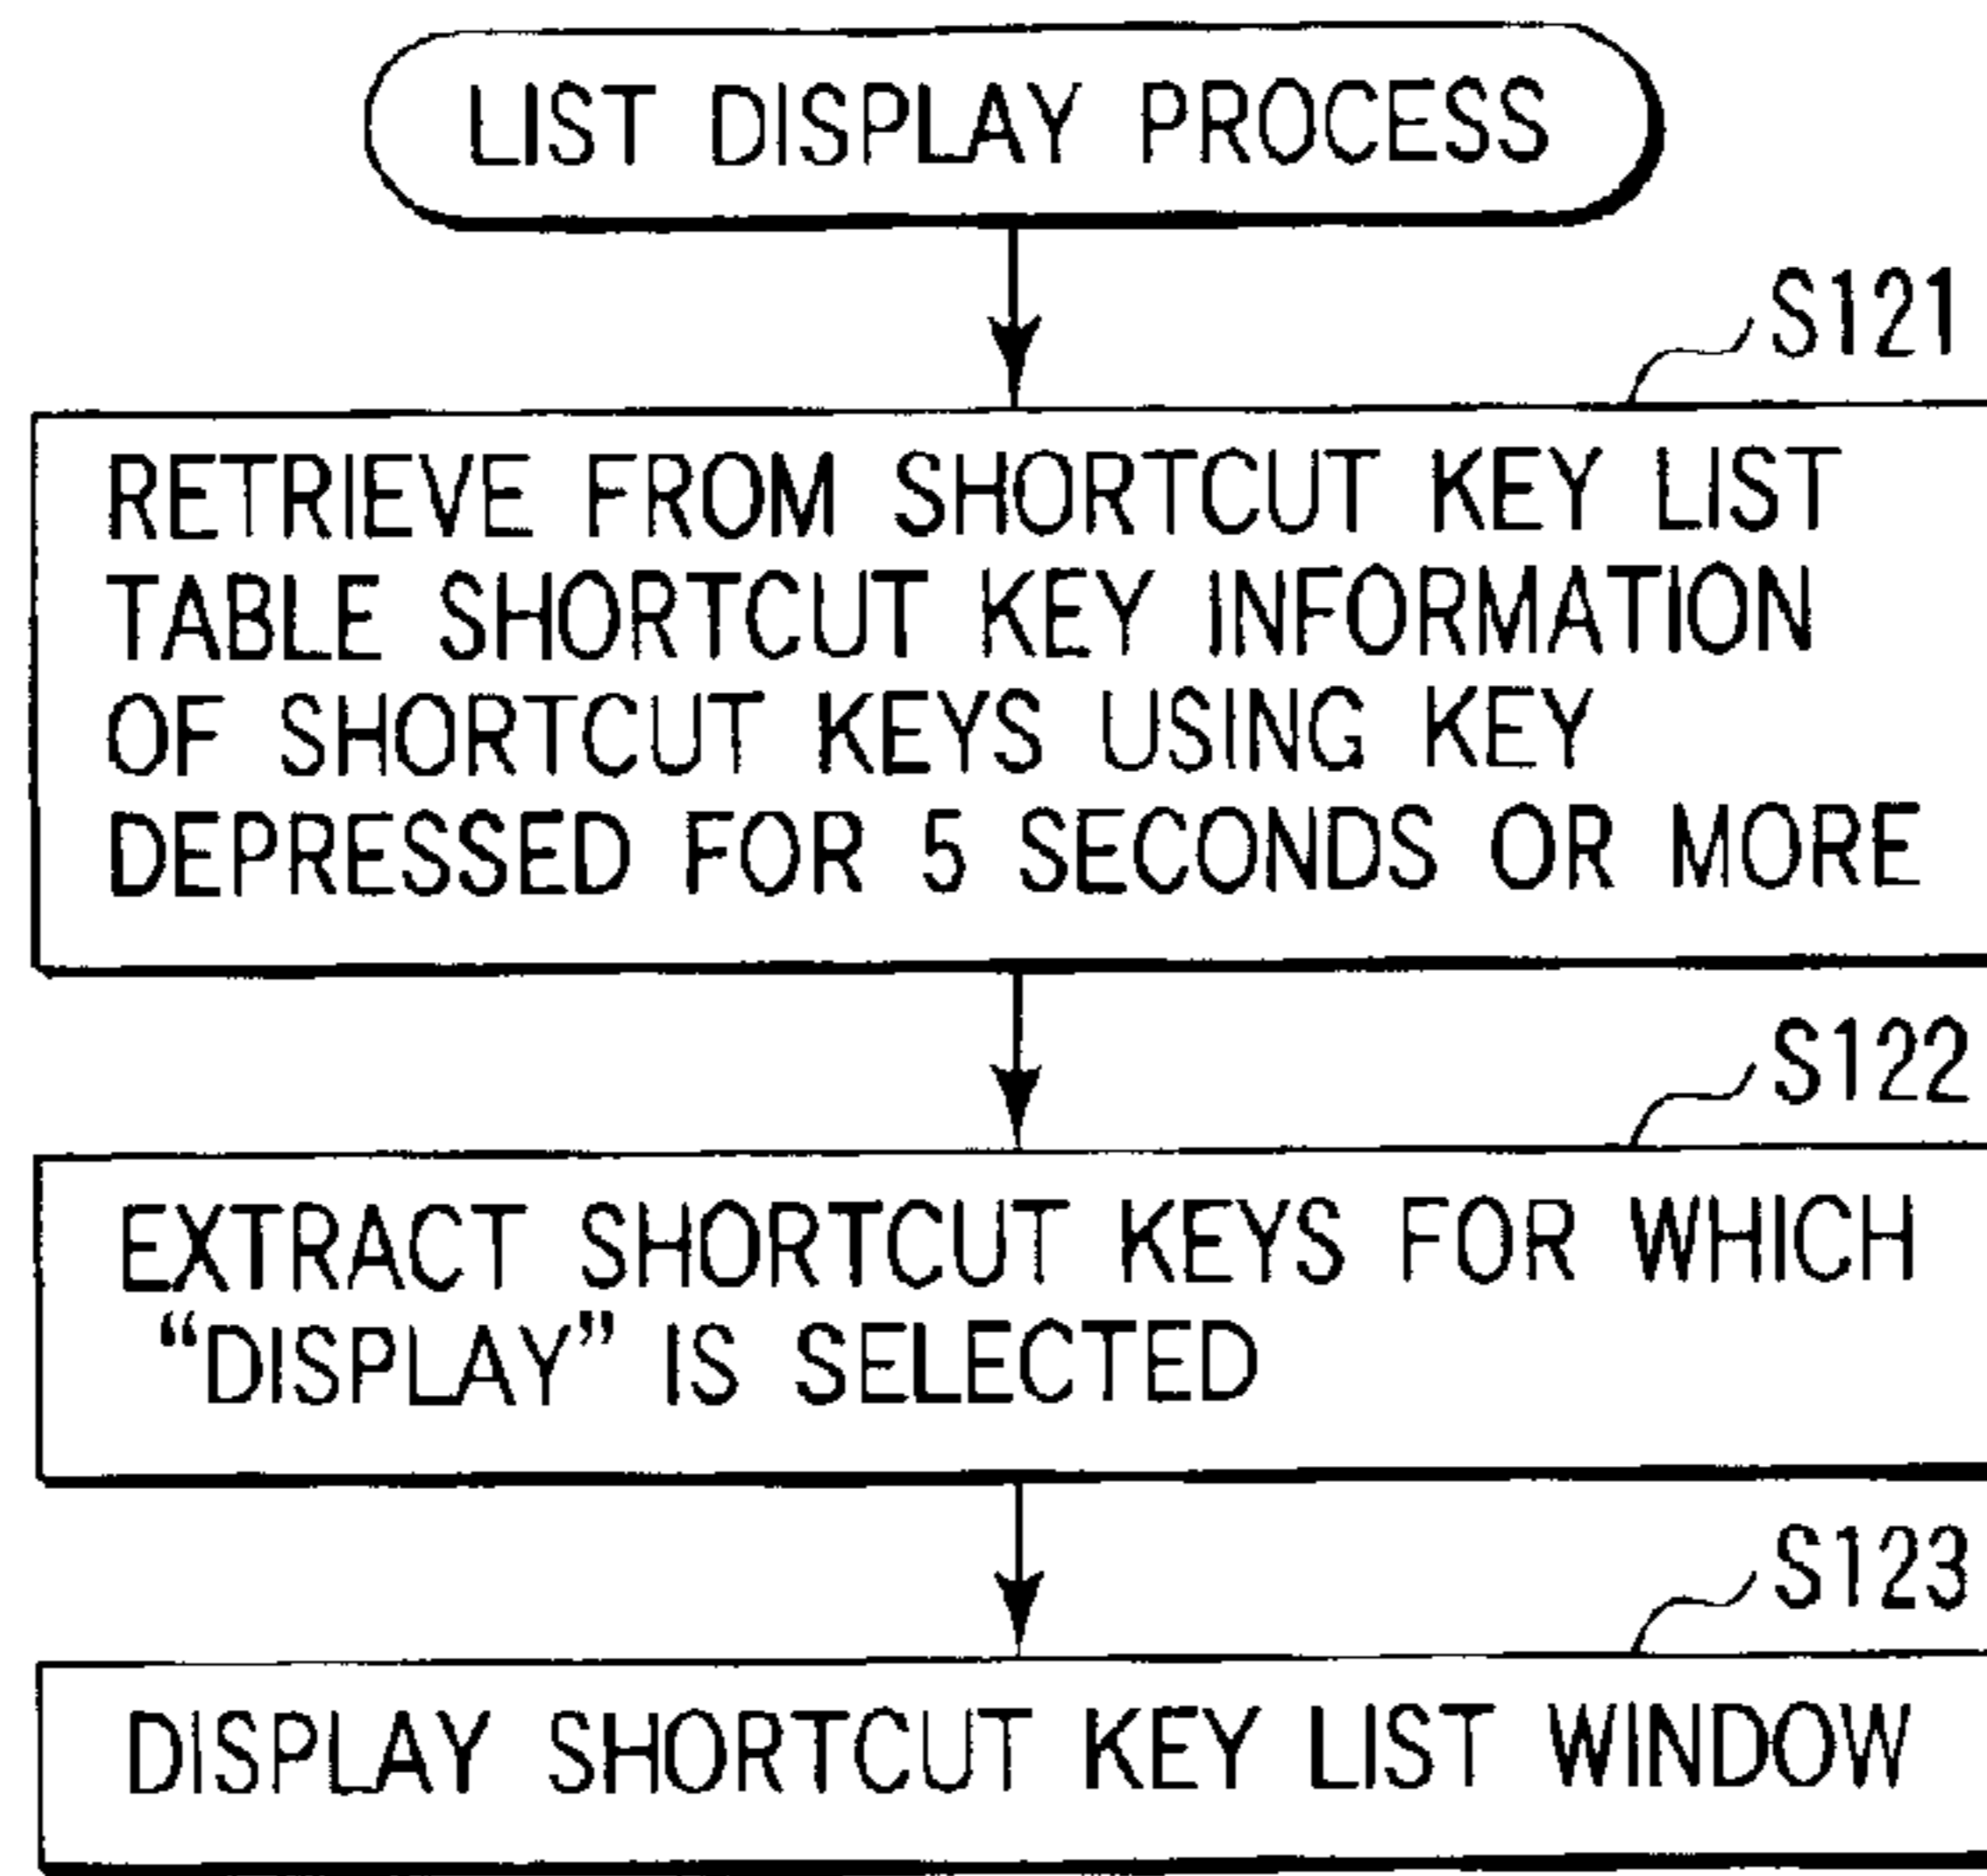 LIST DISPLAY PROCESS
S121
RETRIEVE FROM SHORTCUT KEY LIST
TABLE SHORTCUT KEY INFORMATION
OF SHORTCUT KEYS USING KEY
DEPRESSED FOR 5 SECONDS OR MORE
S122
EXTRACT SHORTCUT KEYS FOR WHICH
“DISPLAY” IS SELECTED
S123
DISPLAY SHORTCUT KEY LIST WINDOW